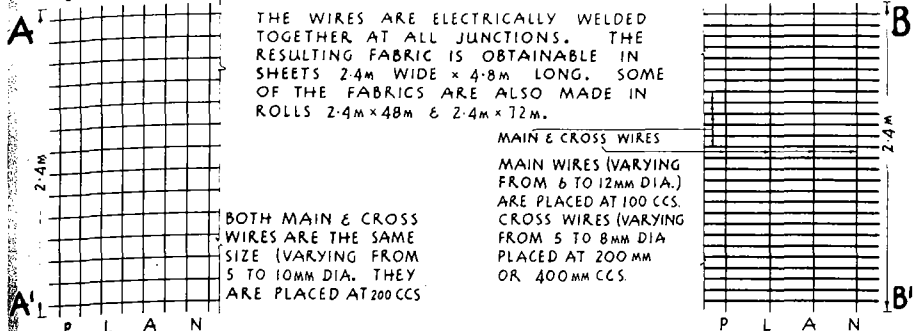 A
THE WIRES ARE ELECTRICALLY WELDED
TOGETHER AT ALL JUNCTIONS. THE
RESULTING FABRIC IS OBTAINABLE IN
SHEETS 2·4M WIDE × 4·8M LONG. SOME
OF THE FABRICS ARE ALSO MADE IN
ROLLS 2·4M × 48M & 2·4M × 72M.
B
2·4M
BOTH MAIN & CROSS
WIRES ARE THE SAME
SIZE (VARYING FROM
5 TO 10MM DIA. THEY
ARE PLACED AT 200 CCS
MAIN & CROSS WIRES
MAIN WIRES (VARYING
FROM 6 TO 12MM DIA.)
ARE PLACED AT 100 CCS.
CROSS WIRES (VARYING
FROM 5 TO 8MM DIA
PLACED AT 200 MM
OR 400MM CCS.
2·4M
A'
P L A N
P L A N
B'